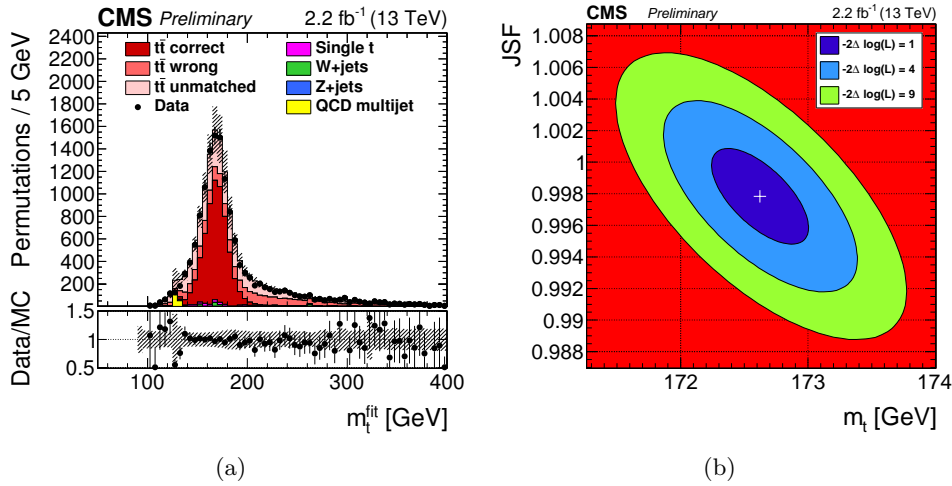 CMS Preliminary 2.2 fb⁻¹ (13 TeV)
Permutations / 5 GeV
2400
2200
2000
1800
1600
1400
1200
1000
800
600
400
200
tt̄ correct
tt̄ wrong
tt̄ unmatched
Data
Single t
W+jets
Z+jets
QCD multijet
Data/MC
1.5
1
0.5
100 200 300 400
m_t^fit [GeV]
(a)
CMS Preliminary 2.2 fb⁻¹ (13 TeV)
JSF
1.008
1.006
1.004
1.002
1
0.998
0.996
0.994
0.992
0.99
0.988
-2Δ log(L) = 1
-2Δ log(L) = 4
-2Δ log(L) = 9
172 173 174
m_t [GeV]
(b)